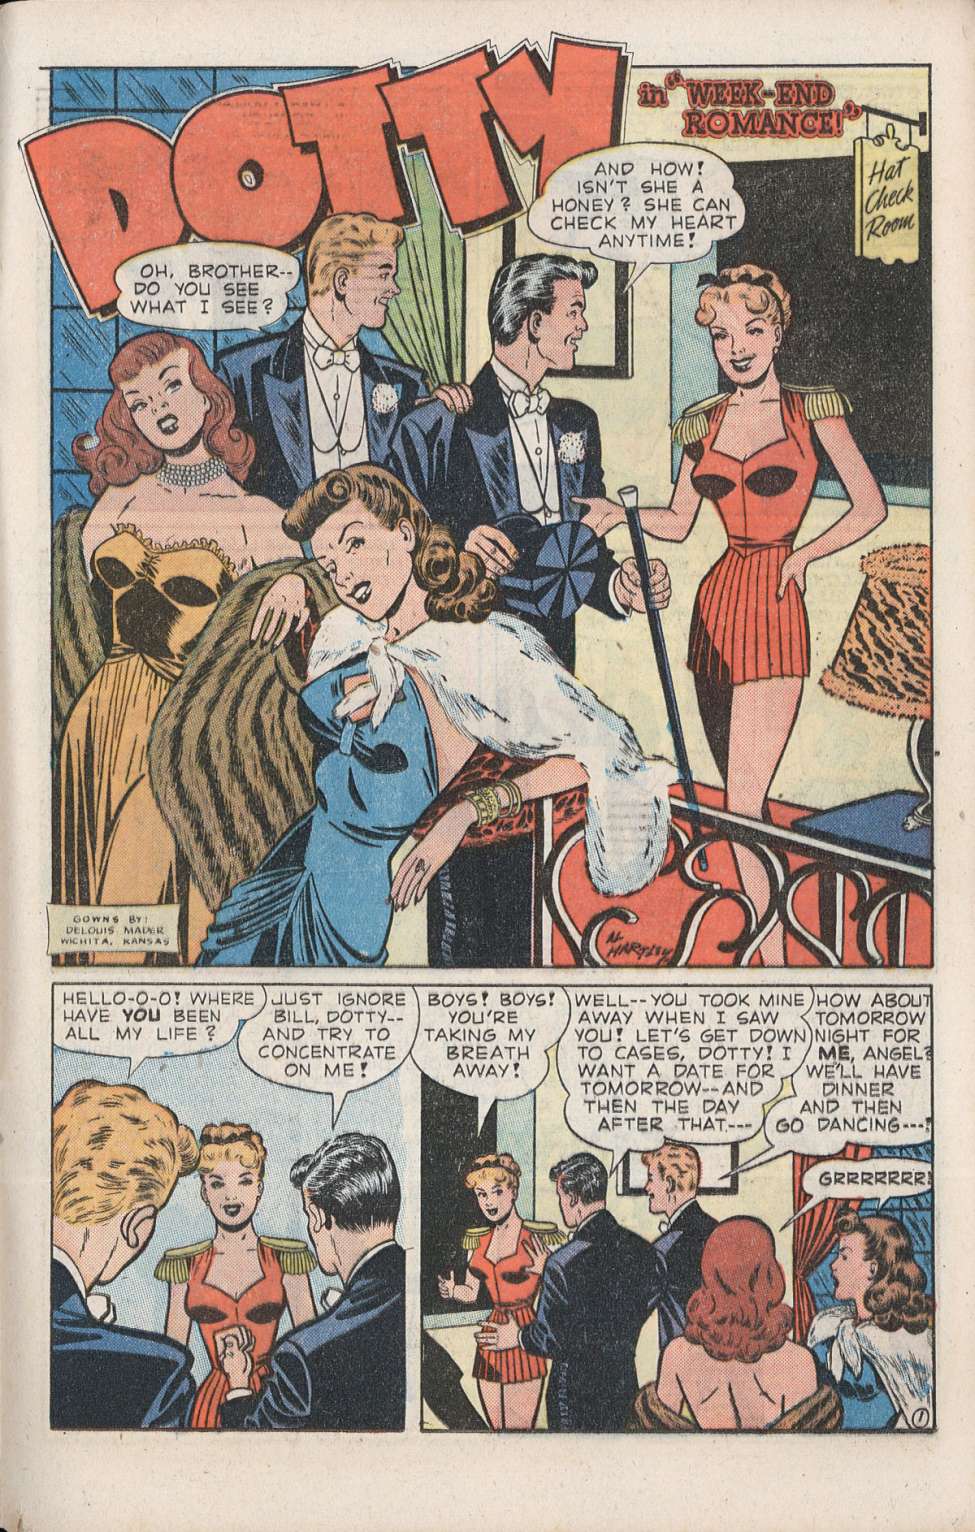 DOTTY
in "WEEK-END
ROMANCE!"
Hat
Check
Room
AND HOW!
ISN'T SHE A
HONEY? SHE CAN
CHECK MY HEART
ANYTIME!
OH, BROTHER--
DO YOU SEE
WHAT I SEE?
GOWNS BY:
DELOUIS MADER
WICHITA, KANSAS
AL
HARTLEY
HELLO-O-O! WHERE
HAVE YOU BEEN
ALL MY LIFE?
JUST IGNORE
BILL, DOTTY--
AND TRY TO
CONCENTRATE
ON ME!
BOYS! BOYS!
YOU'RE
TAKING MY
BREATH
AWAY!
WELL--YOU TOOK MINE
AWAY WHEN I SAW
YOU! LET'S GET DOWN
TO CASES, DOTTY! I
WANT A DATE FOR
TOMORROW--AND
THEN THE DAY
AFTER THAT---
HOW ABOUT
TOMORROW
NIGHT FOR
ME, ANGEL?
WE'LL HAVE
DINNER
AND THEN
GO DANCING---!
GRRRRRRR!
1